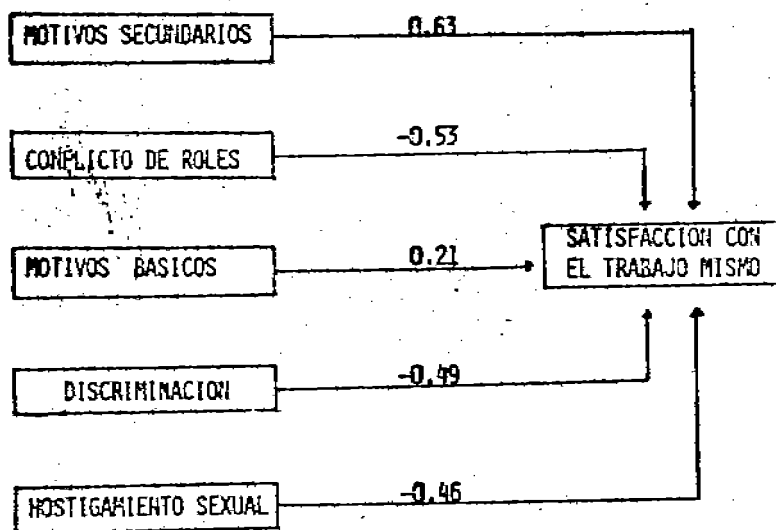 MOTIVOS SECUNDARIOS 0.63
CONFLICTO DE ROLES -0.53
MOTIVOS BASICOS 0.21
SATISFACCION CON
EL TRABAJO MISMO
DISCRIMINACION -0.49
HOSTIGAMIENTO SEXUAL -0.46